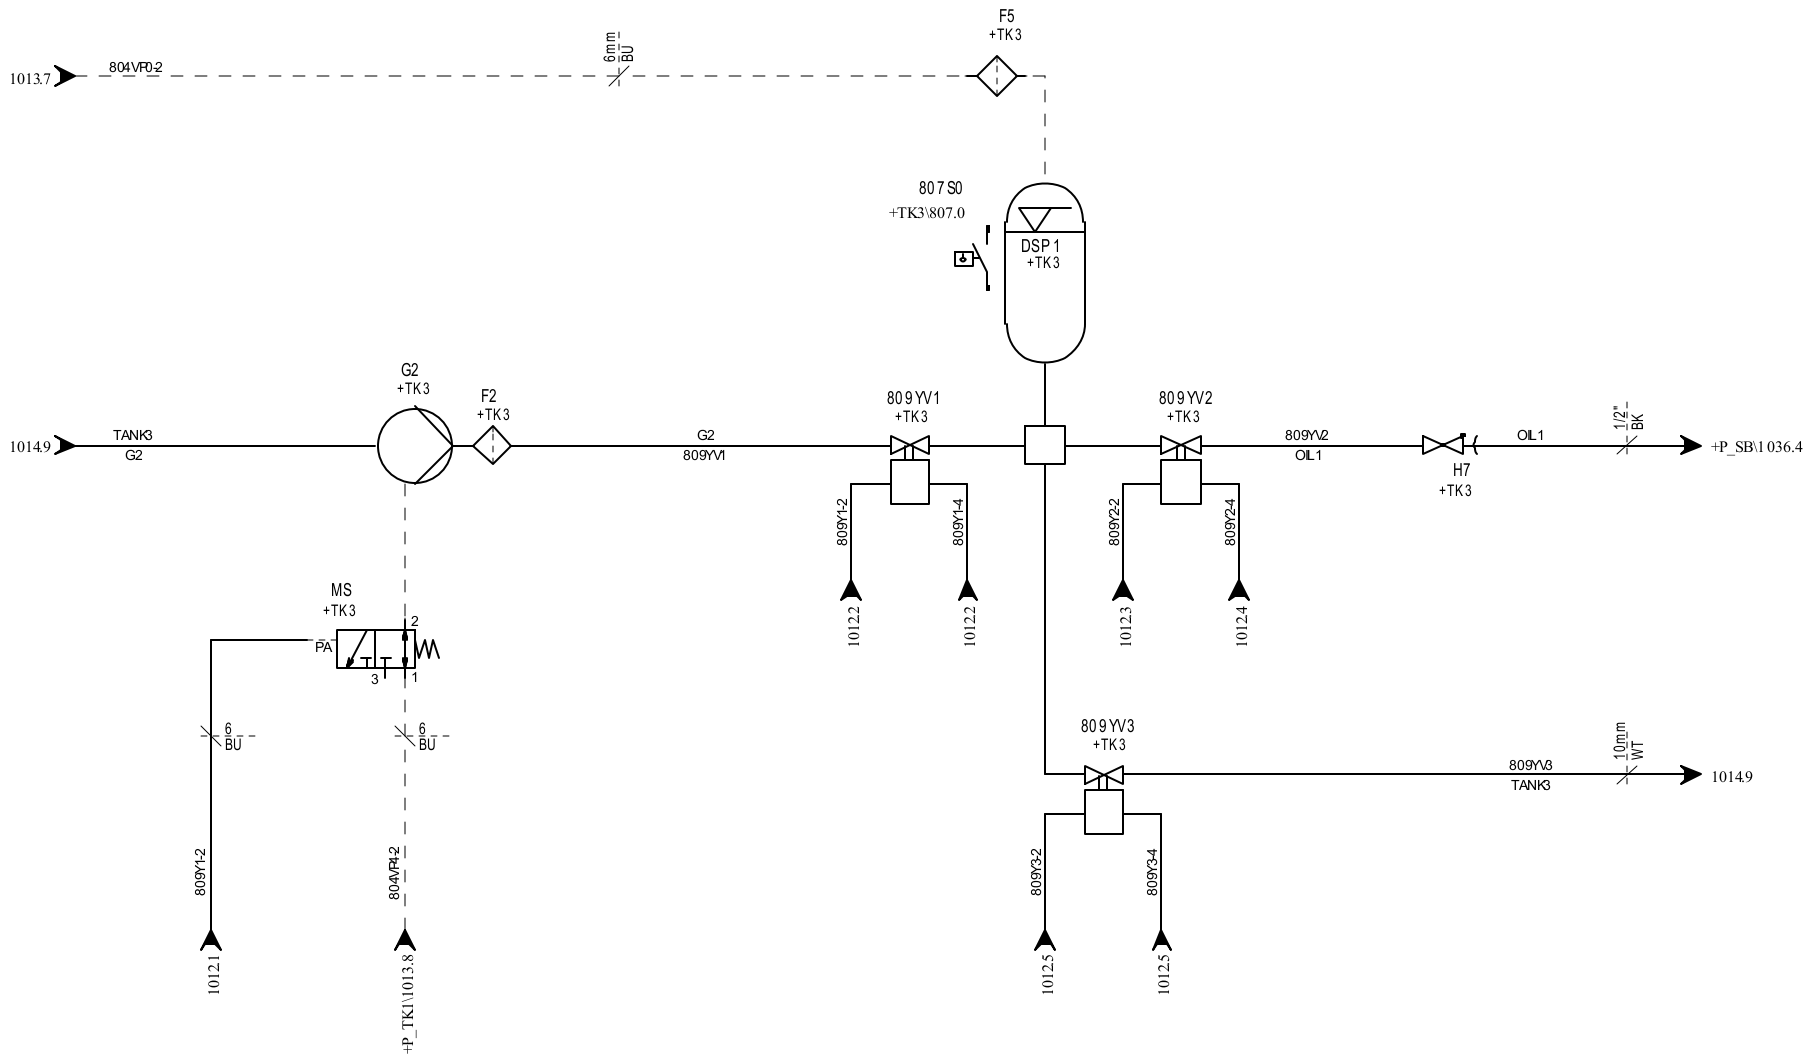 F5
+TK3
6mm
BU
804VP0-2
1013.7
807S0
+TK3\807.0
DSP1
+TK3
G2
+TK3
F2
+TK3
809YV1
+TK3
809YV2
+TK3
1/2"
BK
1014.9
TANK3
G2
G2
809YV1
809YV2
OIL1
OIL1
+P_SB\1036.4
H7
+TK3
809Y1-2
809Y1-4
809Y2-2
809Y2-4
1012.2
1012.2
1012.3
1012.4
MS
+TK3
2
PA
3
1
6
BU
6
BU
809YV3
+TK3
10mm
WT
809YV3
TANK3
1014.9
809Y1-2
804VP4-2
809Y3-2
809Y3-4
1012.1
+P_TK1\1013.8
1012.5
1012.5